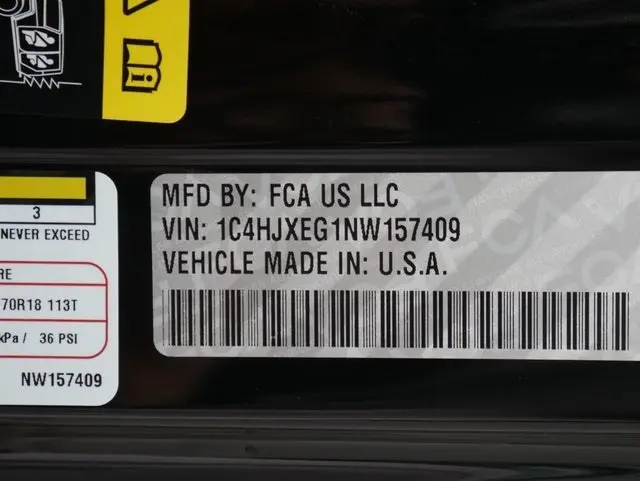 MFD BY: FCA US LLC
VIN: 1C4HJXEG1NW157409
VEHICLE MADE IN: U.S.A.
3
NEVER EXCEED
RE
70R18 113T
kPa / 36 PSI
NW157409